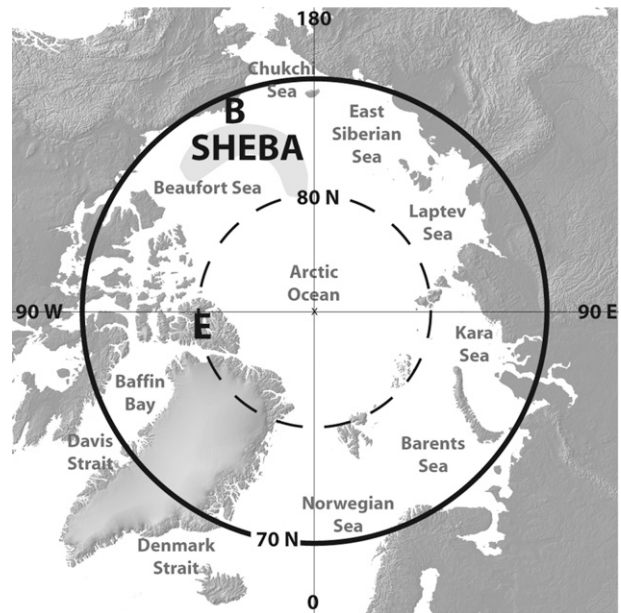 180
Chukchi
Sea
B
SHEBA
East
Siberian
Sea
Beaufort Sea
80 N
Laptev
Sea
Arctic
Ocean
90 W
x
90 E
E
Kara
Sea
Baffin
Bay
Davis
Strait
Barents
Sea
Norwegian
Sea
70 N
Denmark
Strait
0